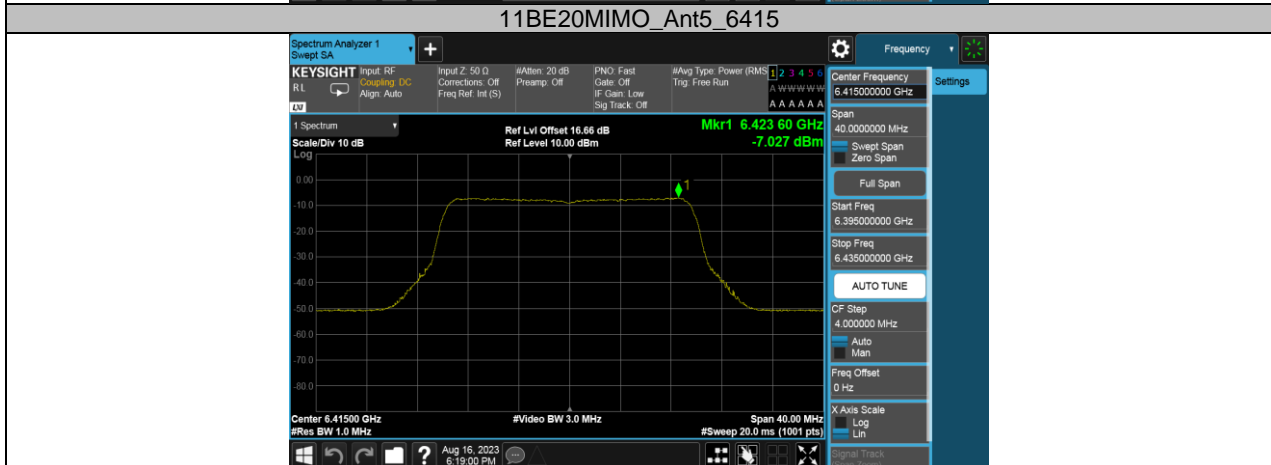 11BE20MIMO_Ant5_6415
Spectrum Analyzer 1
Swept SA
Frequency
KEYSIGHT
RL
LXI
Input: RF
Coupling: DC
Align: Auto
Input Z: 50 Ω
Corrections: Off
Freq Ref: Int (S)
#Atten: 20 dB
Preamp: Off
PNO: Fast
Gate: Off
IF Gain: Low
Sig Track: Off
#Avg Type: Power (RMS
Trig: Free Run
1 2 3 4 5 6
A W W W W W
A A A A A A
Center Frequency
6.415000000 GHz
Settings
1 Spectrum
Scale/Div 10 dB
Log
Ref Lvl Offset 16.66 dB
Ref Level 10.00 dBm
Mkr1 6.423 60 GHz
-7.027 dBm
Span
40.0000000 MHz
Swept Span
Zero Span
Full Span
Start Freq
6.395000000 GHz
Stop Freq
6.435000000 GHz
AUTO TUNE
CF Step
4.000000 MHz
Auto
Man
Freq Offset
0 Hz
X Axis Scale
Log
Lin
Signal Track
0.00
-10.0
-20.0
-30.0
-40.0
-50.0
-60.0
-70.0
-80.0
1
Center 6.41500 GHz
#Res BW 1.0 MHz
#Video BW 3.0 MHz
Span 40.00 MHz
#Sweep 20.0 ms (1001 pts)
Aug 16, 2023
6:19:00 PM